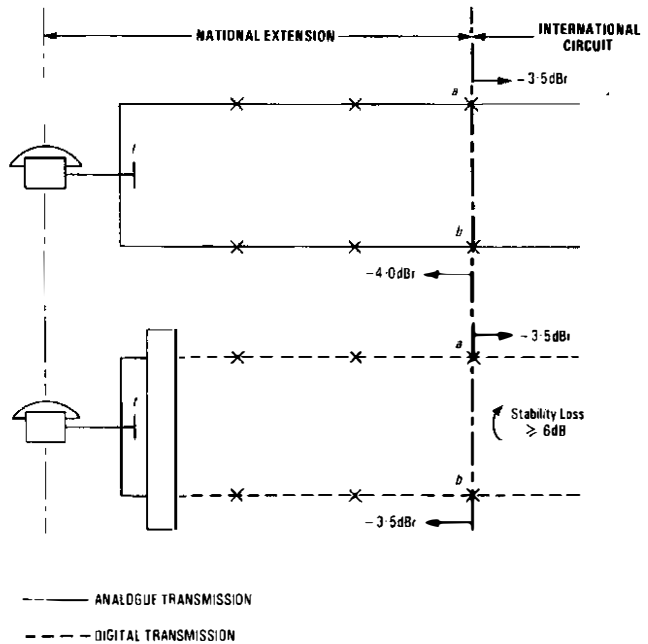 NATIONAL EXTENSION
INTERNATIONAL
CIRCUIT
-3·5dBr
a
t
b
-4·0dBr
-3·5dBr
a
t
Stability Loss
⩾ 6dB
b
-3·5dBr
ANALOGUE TRANSMISSION
DIGITAL TRANSMISSION